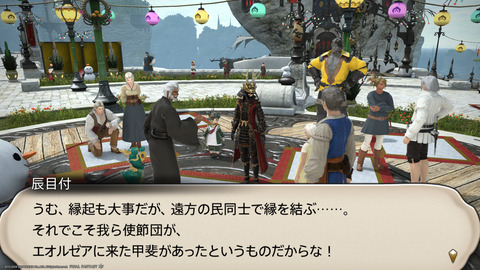 辰目付
うむ、縁起も大事だが、遠方の民同士で縁を結ぶ……。
それでこそ我ら使節団が、
エオルゼアに来た甲斐があったというものだからな！